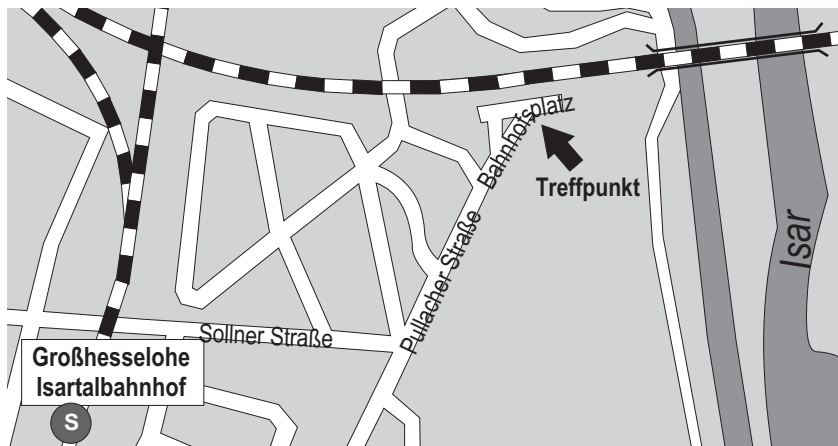 Bahnhofsplatz
Treffpunkt
Isar
Pullacher Straße
Sollner Straße
Großhesselohe
Isartalbahnhof
S